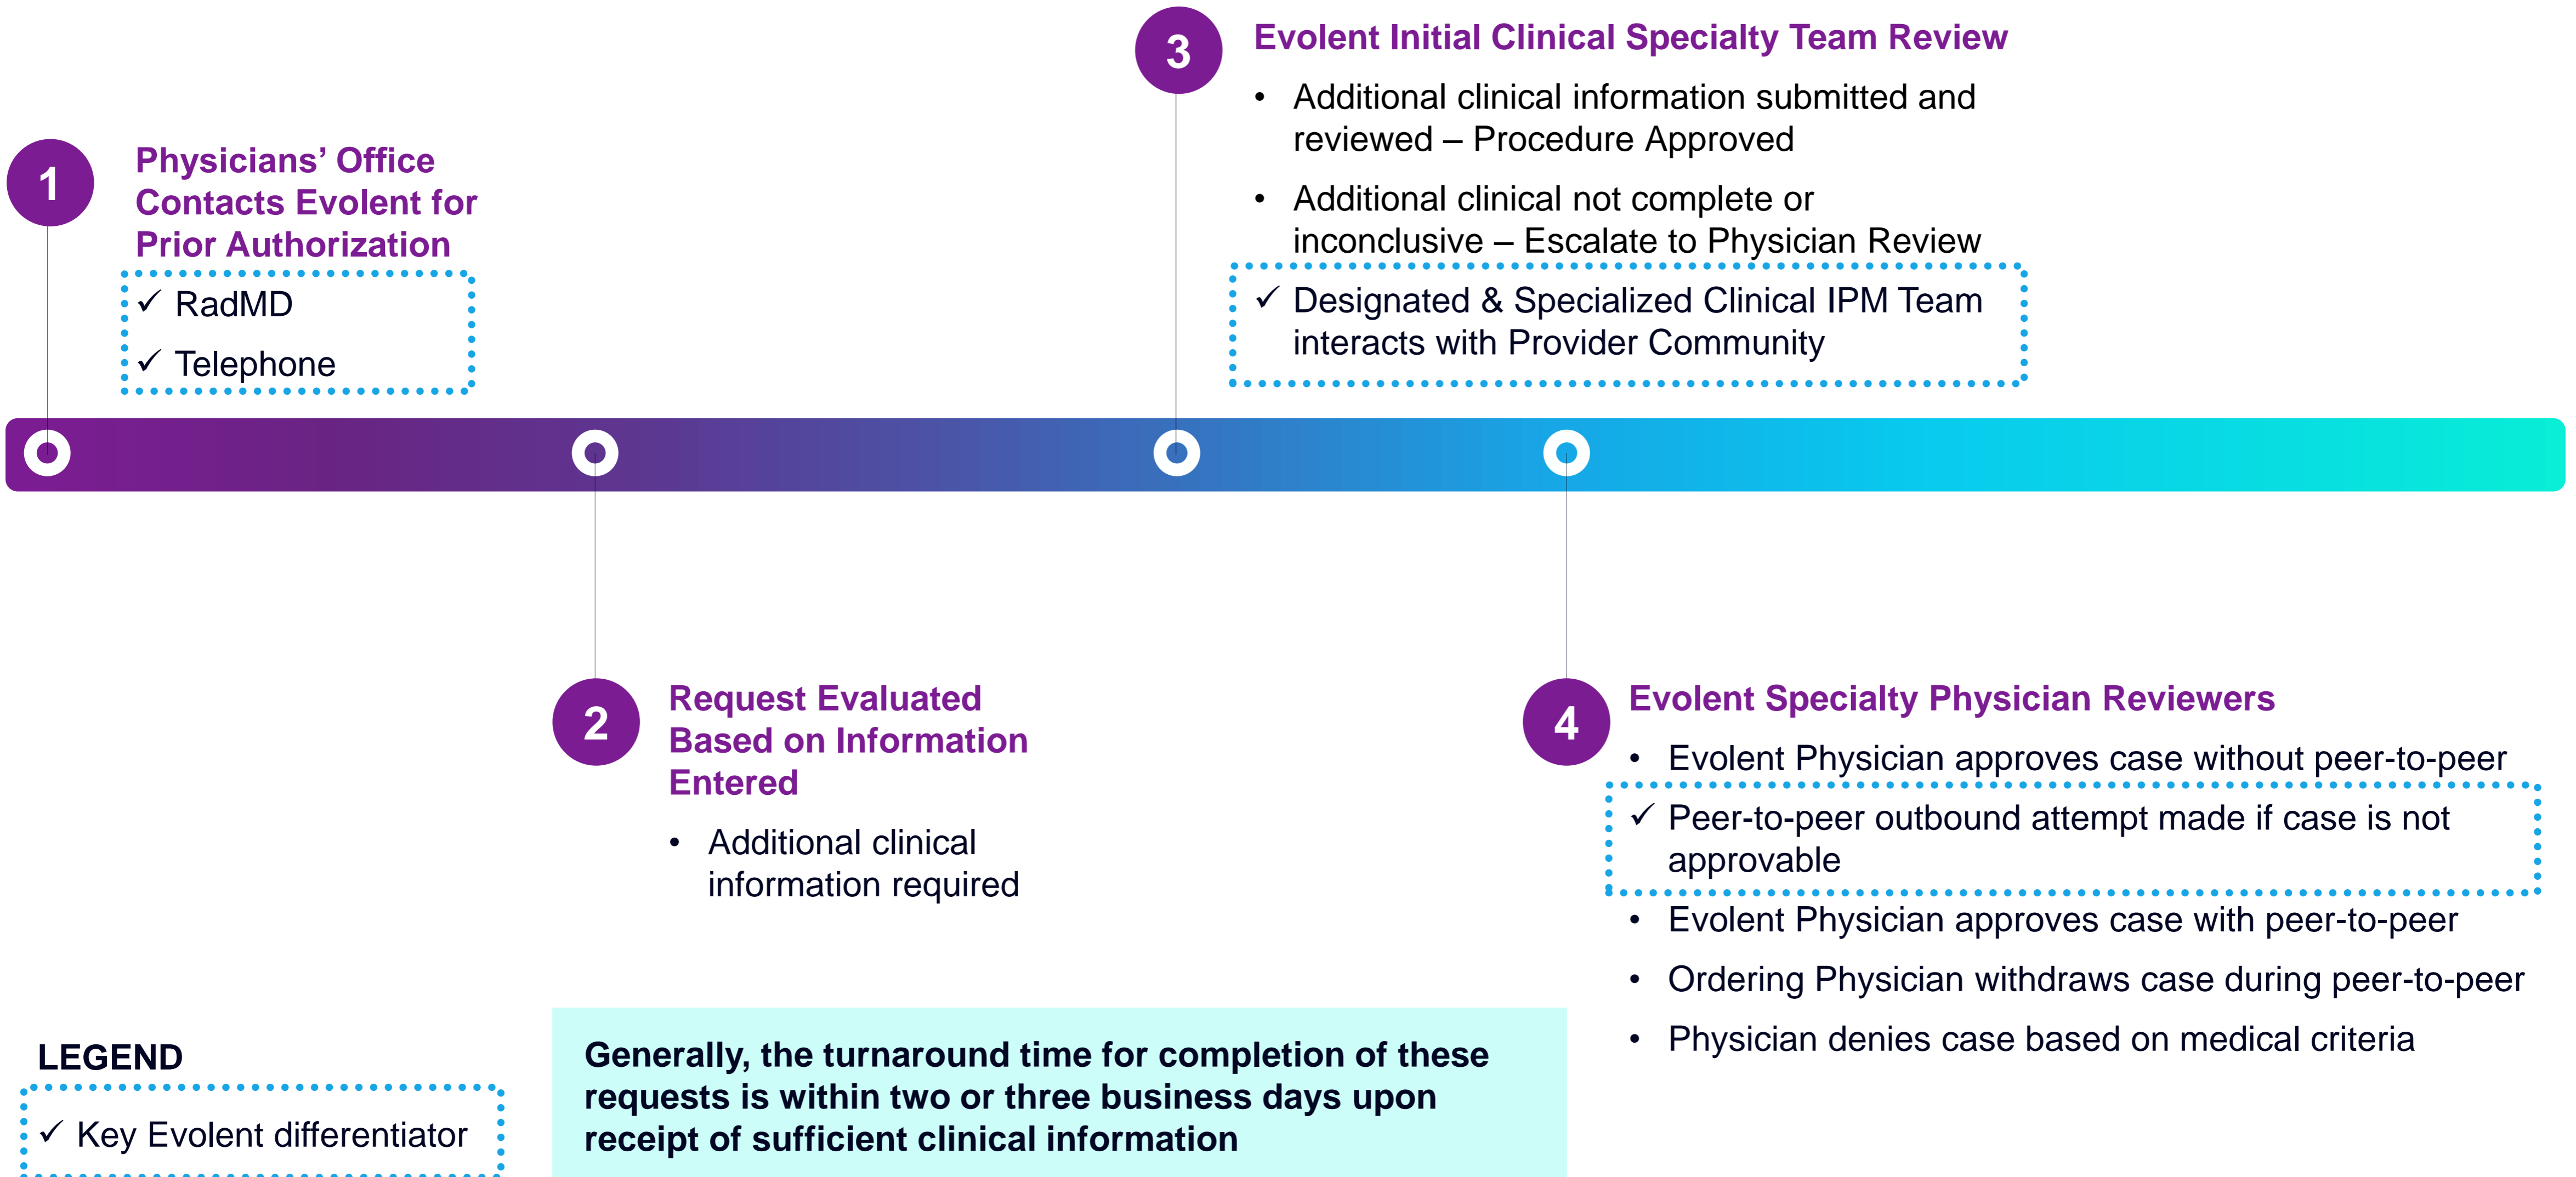 1
Physicians’ Office
Contacts Evolent for
Prior Authorization
✓ RadMD
✓ Telephone
2
Request Evaluated
Based on Information
Entered
• Additional clinical
information required
3
Evolent Initial Clinical Specialty Team Review
• Additional clinical information submitted and
reviewed – Procedure Approved
• Additional clinical not complete or
inconclusive – Escalate to Physician Review
✓ Designated & Specialized Clinical IPM Team
interacts with Provider Community
4
Evolent Specialty Physician Reviewers
• Evolent Physician approves case without peer-to-peer
✓ Peer-to-peer outbound attempt made if case is not
approvable
• Evolent Physician approves case with peer-to-peer
• Ordering Physician withdraws case during peer-to-peer
• Physician denies case based on medical criteria
LEGEND
✓ Key Evolent differentiator
Generally, the turnaround time for completion of these
requests is within two or three business days upon
receipt of sufficient clinical information